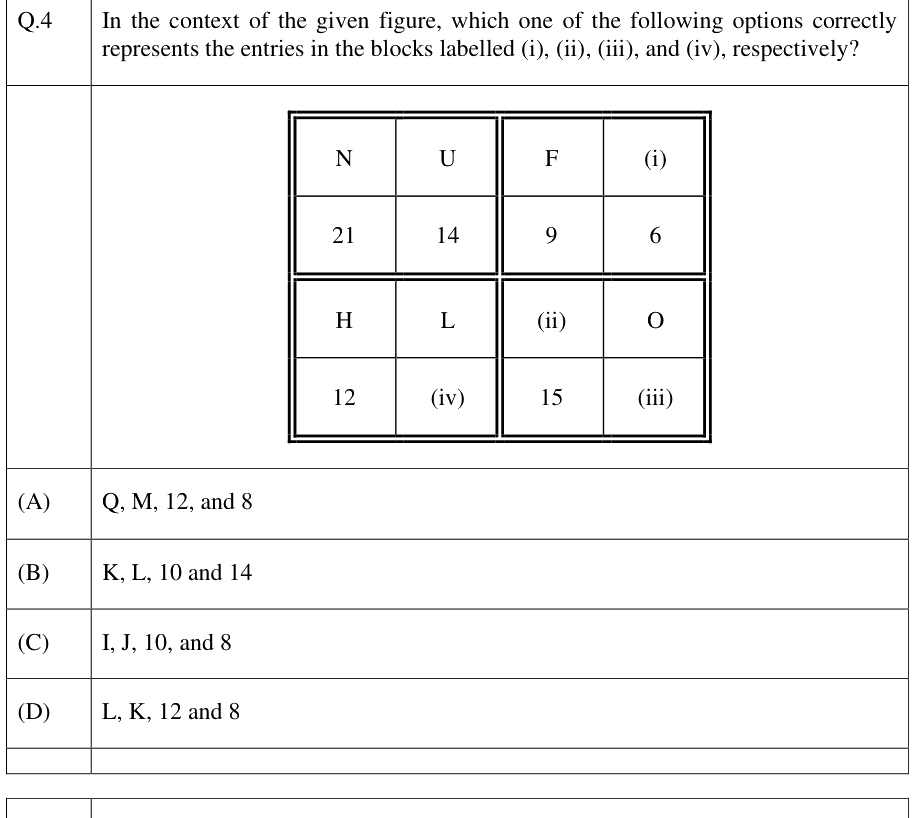 Q.4 In the context of the given figure, which one of the following options correctly
represents the entries in the blocks labelled (i), (ii), (iii), and (iv), respectively?
N U F (i)
21 14 9 6
H L (ii) O
12 (iv) 15 (iii)
(A) Q, M, 12, and 8
(B) K, L, 10 and 14
(C) I, J, 10, and 8
(D) L, K, 12 and 8